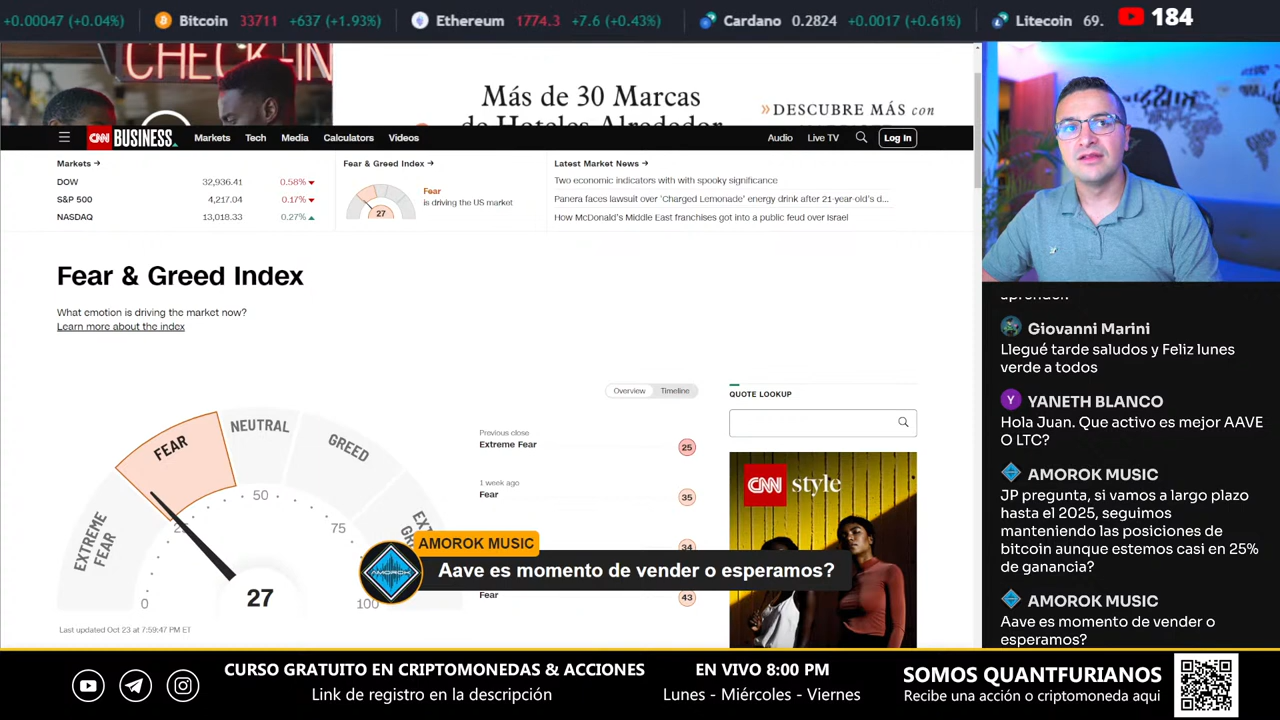 +0.00047 (+0.04%)
Bitcoin 33711 +637 (+1.93%)
Ethereum 1774.3 +7.6 (+0.43%)
Cardano 0.2824 +0.0017 (+0.61%)
Litecoin 69.
184
CHECK-IN
Más de 30 Marcas
de Hoteles Alrededor
»DESCUBRE MÁS con
CNN BUSINESS
Markets
Tech
Media
Calculators
Videos
Audio
Live TV
Log In
Markets →
DOW 32,936.41 0.58%
S&P 500 4,217.04 0.17%
NASDAQ 13,018.33 0.27%
Fear & Greed Index →
27
Fear
is driving the US market
Latest Market News →
Two economic indicators with with spooky significance
Panera faces lawsuit over 'Charged Lemonade' energy drink after 21-year-old's d...
How McDonald's Middle East franchises got into a public feud over Israel
Fear & Greed Index
What emotion is driving the market now?
Learn more about the index
Overview
Timeline
EXTREME
FEAR
FEAR
NEUTRAL
GREED
0
25
50
75
100
27
Last updated Oct 23 at 7:59:47 PM ET
Previous close
Extreme Fear
25
1 week ago
Fear
35
34
Fear
43
QUOTE LOOKUP
CNN style
AMOROK MUSIC
AMOROK
Aave es momento de vender o esperamos?
aprender.
Giovanni Marini
Llegué tarde saludos y Feliz lunes
verde a todos
Y YANETH BLANCO
Hola Juan. Que activo es mejor AAVE
O LTC?
AMOROK MUSIC
JP pregunta, si vamos a largo plazo
hasta el 2025, seguimos
manteniendo las posiciones de
bitcoin aunque estemos casi en 25%
de ganancia?
AMOROK MUSIC
Aave es momento de vender o
esperamos?
CURSO GRATUITO EN CRIPTOMONEDAS & ACCIONES
Link de registro en la descripción
EN VIVO 8:00 PM
Lunes - Miércoles - Viernes
SOMOS QUANTFURIANOS
Recibe una acción o criptomoneda aqui